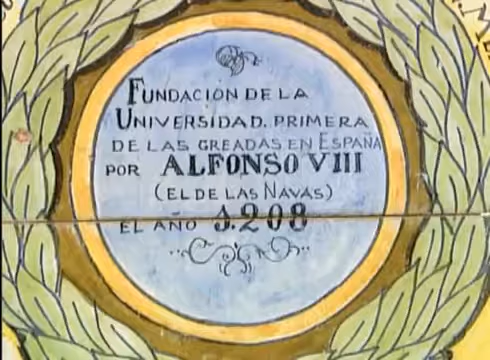 FUNDACION DE LA
UNIVERSIDAD. PRIMERA
DE LAS GREADAS EN ESPAÑA
POR ALFONSO VIII
(EL DE LAS NAVAS)
EL AÑO 1.208